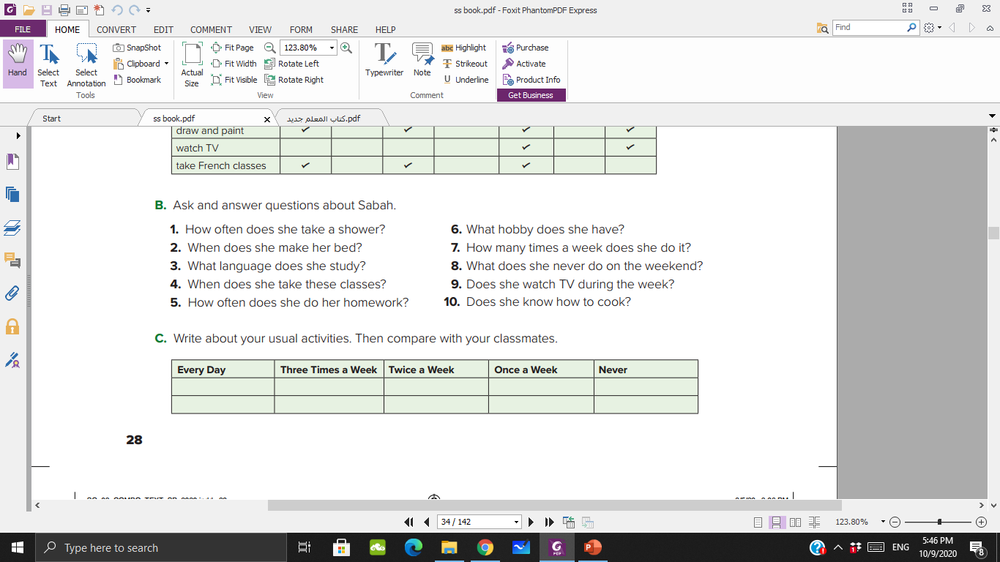 ss book.pdf - Foxit PhantomPDF Express
FILE HOME CONVERT EDIT COMMENT VIEW FORM SHARE HELP
Find
Hand
Select Text
Select Annotation
SnapShot
Clipboard
Bookmark
Tools
Actual Size
Fit Page
Fit Width
Fit Visible
123.80%
Rotate Left
Rotate Right
View
Typewriter
Note
Highlight
Strikeout
Underline
Comment
Purchase
Activate
Product Info
Get Business
Start
ss book.pdf
كتاب المعلم جديد.pdf
draw and paint
watch TV
take French classes
B. Ask and answer questions about Sabah.
1. How often does she take a shower?
2. When does she make her bed?
3. What language does she study?
4. When does she take these classes?
5. How often does she do her homework?
6. What hobby does she have?
7. How many times a week does she do it?
8. What does she never do on the weekend?
9. Does she watch TV during the week?
10. Does she know how to cook?
C. Write about your usual activities. Then compare with your classmates.
Every Day Three Times a Week Twice a Week Once a Week Never
28
34 / 142
123.80%
Type here to search
ENG
5:46 PM
10/9/2020
8